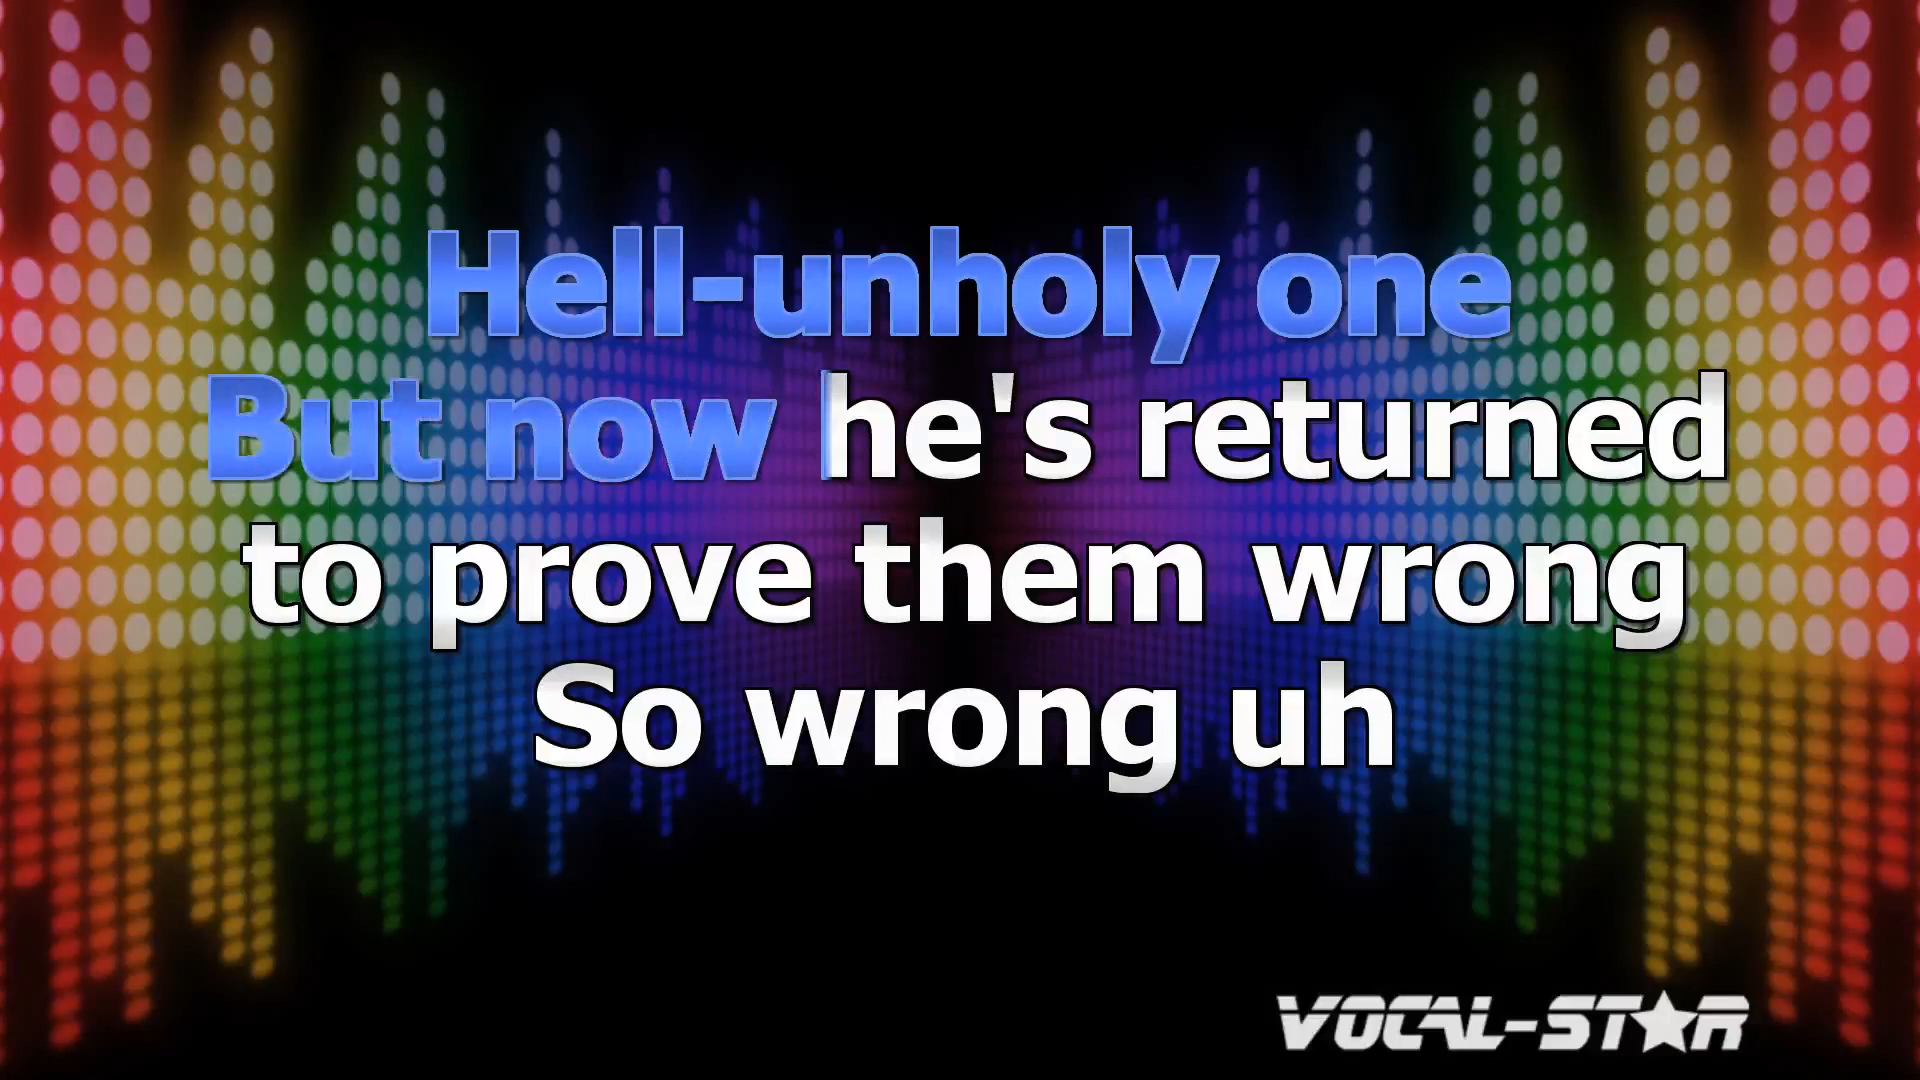 Hell-unholy one
But now he's returned
to prove them wrong
So wrong uh
VOCAL-STAR